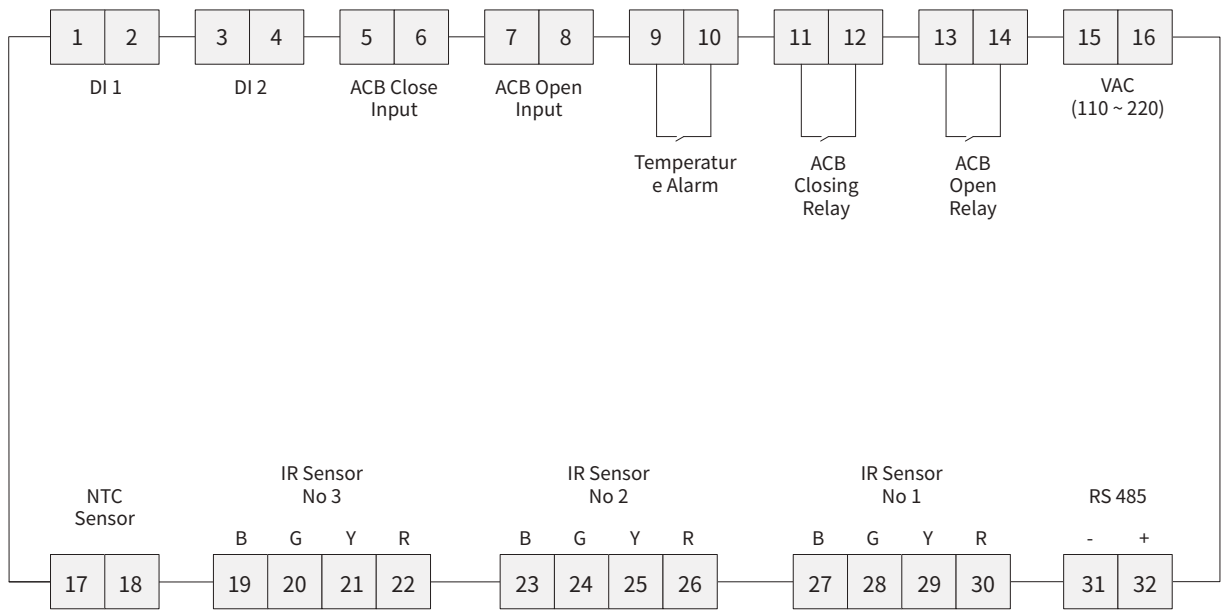 1 2 3 4 5 6 7 8 9 10 11 12 13 14 15 16
DI 1
DI 2
ACB Close
Input
ACB Open
Input
VAC
(110 ~ 220)
Temperatur
e Alarm
ACB
Closing
Relay
ACB
Open
Relay
NTC
Sensor
IR Sensor
No 3
IR Sensor
No 2
IR Sensor
No 1
RS 485
B G Y R B G Y R B G Y R - +
17 18 19 20 21 22 23 24 25 26 27 28 29 30 31 32